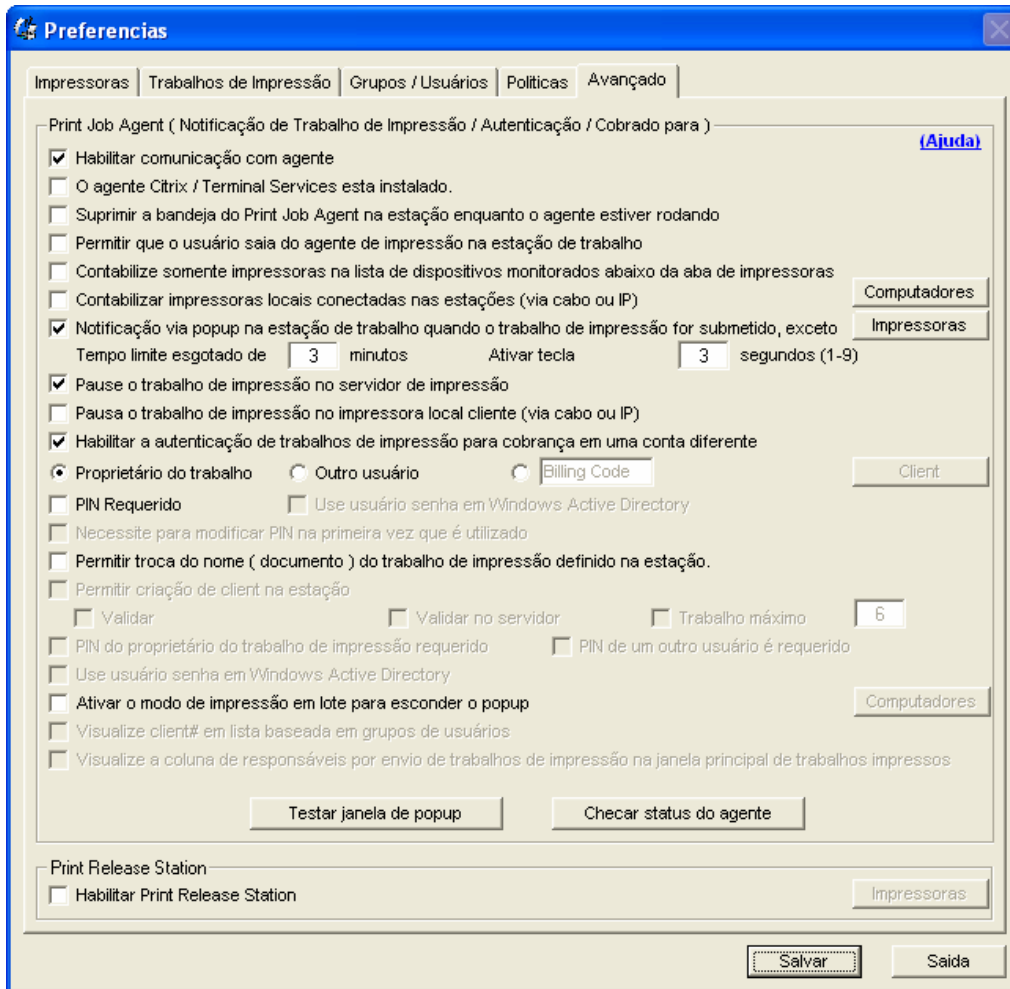 Preferencias
Impressoras Trabalhos de Impressão Grupos / Usuários Politicas Avançado
Print Job Agent ( Notificação de Trabalho de Impressão / Autenticação / Cobrado para )
(Ajuda)
Habilitar comunicação com agente
O agente Citrix / Terminal Services esta instalado.
Suprimir a bandeja do Print Job Agent na estação enquanto o agente estiver rodando
Permitir que o usuário saia do agente de impressão na estação de trabalho
Contabilize somente impressoras na lista de dispositivos monitorados abaixo da aba de impressoras
Contabilizar impressoras locais conectadas nas estações (via cabo ou IP) Computadores
Notificação via popup na estação de trabalho quando o trabalho de impressão for submetido, exceto Impressoras
Tempo limite esgotado de 3 minutos Ativar tecla 3 segundos (1-9)
Pause o trabalho de impressão no servidor de impressão
Pausa o trabalho de impressão no impressora local cliente (via cabo ou IP)
Habilitar a autenticação de trabalhos de impressão para cobrança em uma conta diferente
Proprietário do trabalho Outro usuário Billing Code Client
PIN Requerido Use usuário senha em Windows Active Directory
Necessite para modificar PIN na primeira vez que é utilizado
Permitir troca do nome ( documento ) do trabalho de impressão definido na estação.
Permitir criação de client na estação
Validar Validar no servidor Trabalho máximo 6
PIN do proprietário do trabalho de impressão requerido PIN de um outro usuário é requerido
Use usuário senha em Windows Active Directory
Ativar o modo de impressão em lote para esconder o popup Computadores
Visualize client# em lista baseada em grupos de usuários
Visualize a coluna de responsáveis por envio de trabalhos de impressão na janela principal de trabalhos impressos
Testar janela de popup Checar status do agente
Print Release Station
Habilitar Print Release Station Impressoras
Salvar Saida